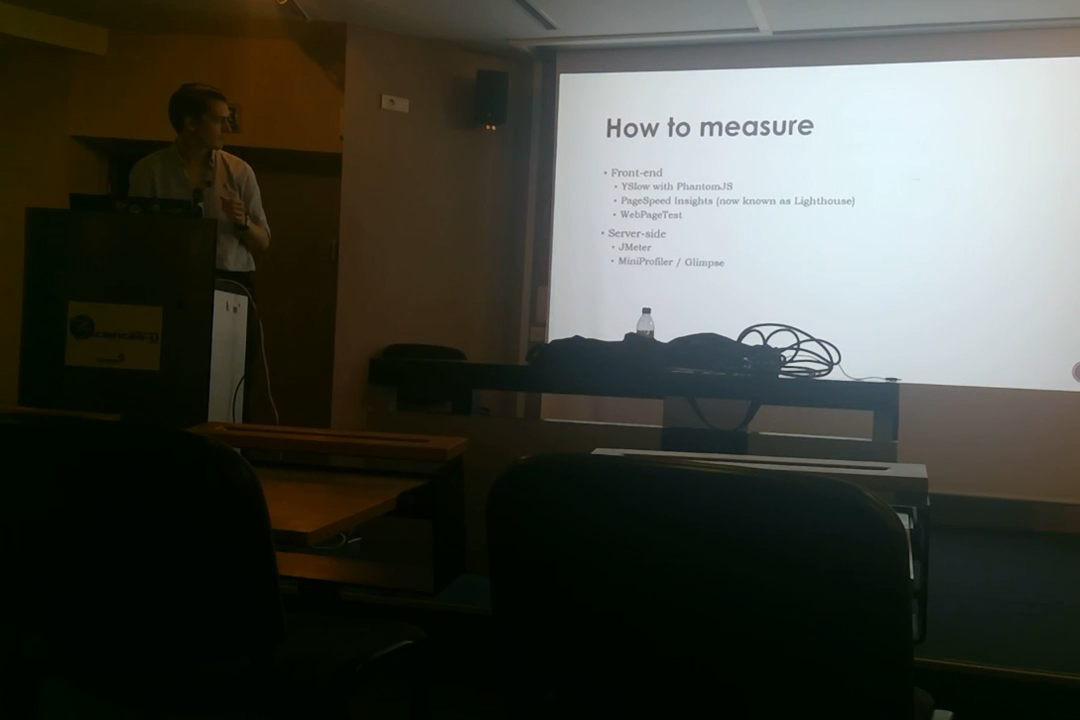 How to measure
• Front-end
• YSlow with PhantomJS
• PageSpeed Insights (now known as Lighthouse)
• WebPageTest
• Server-side
• JMeter
• MiniProfiler / Glimpse